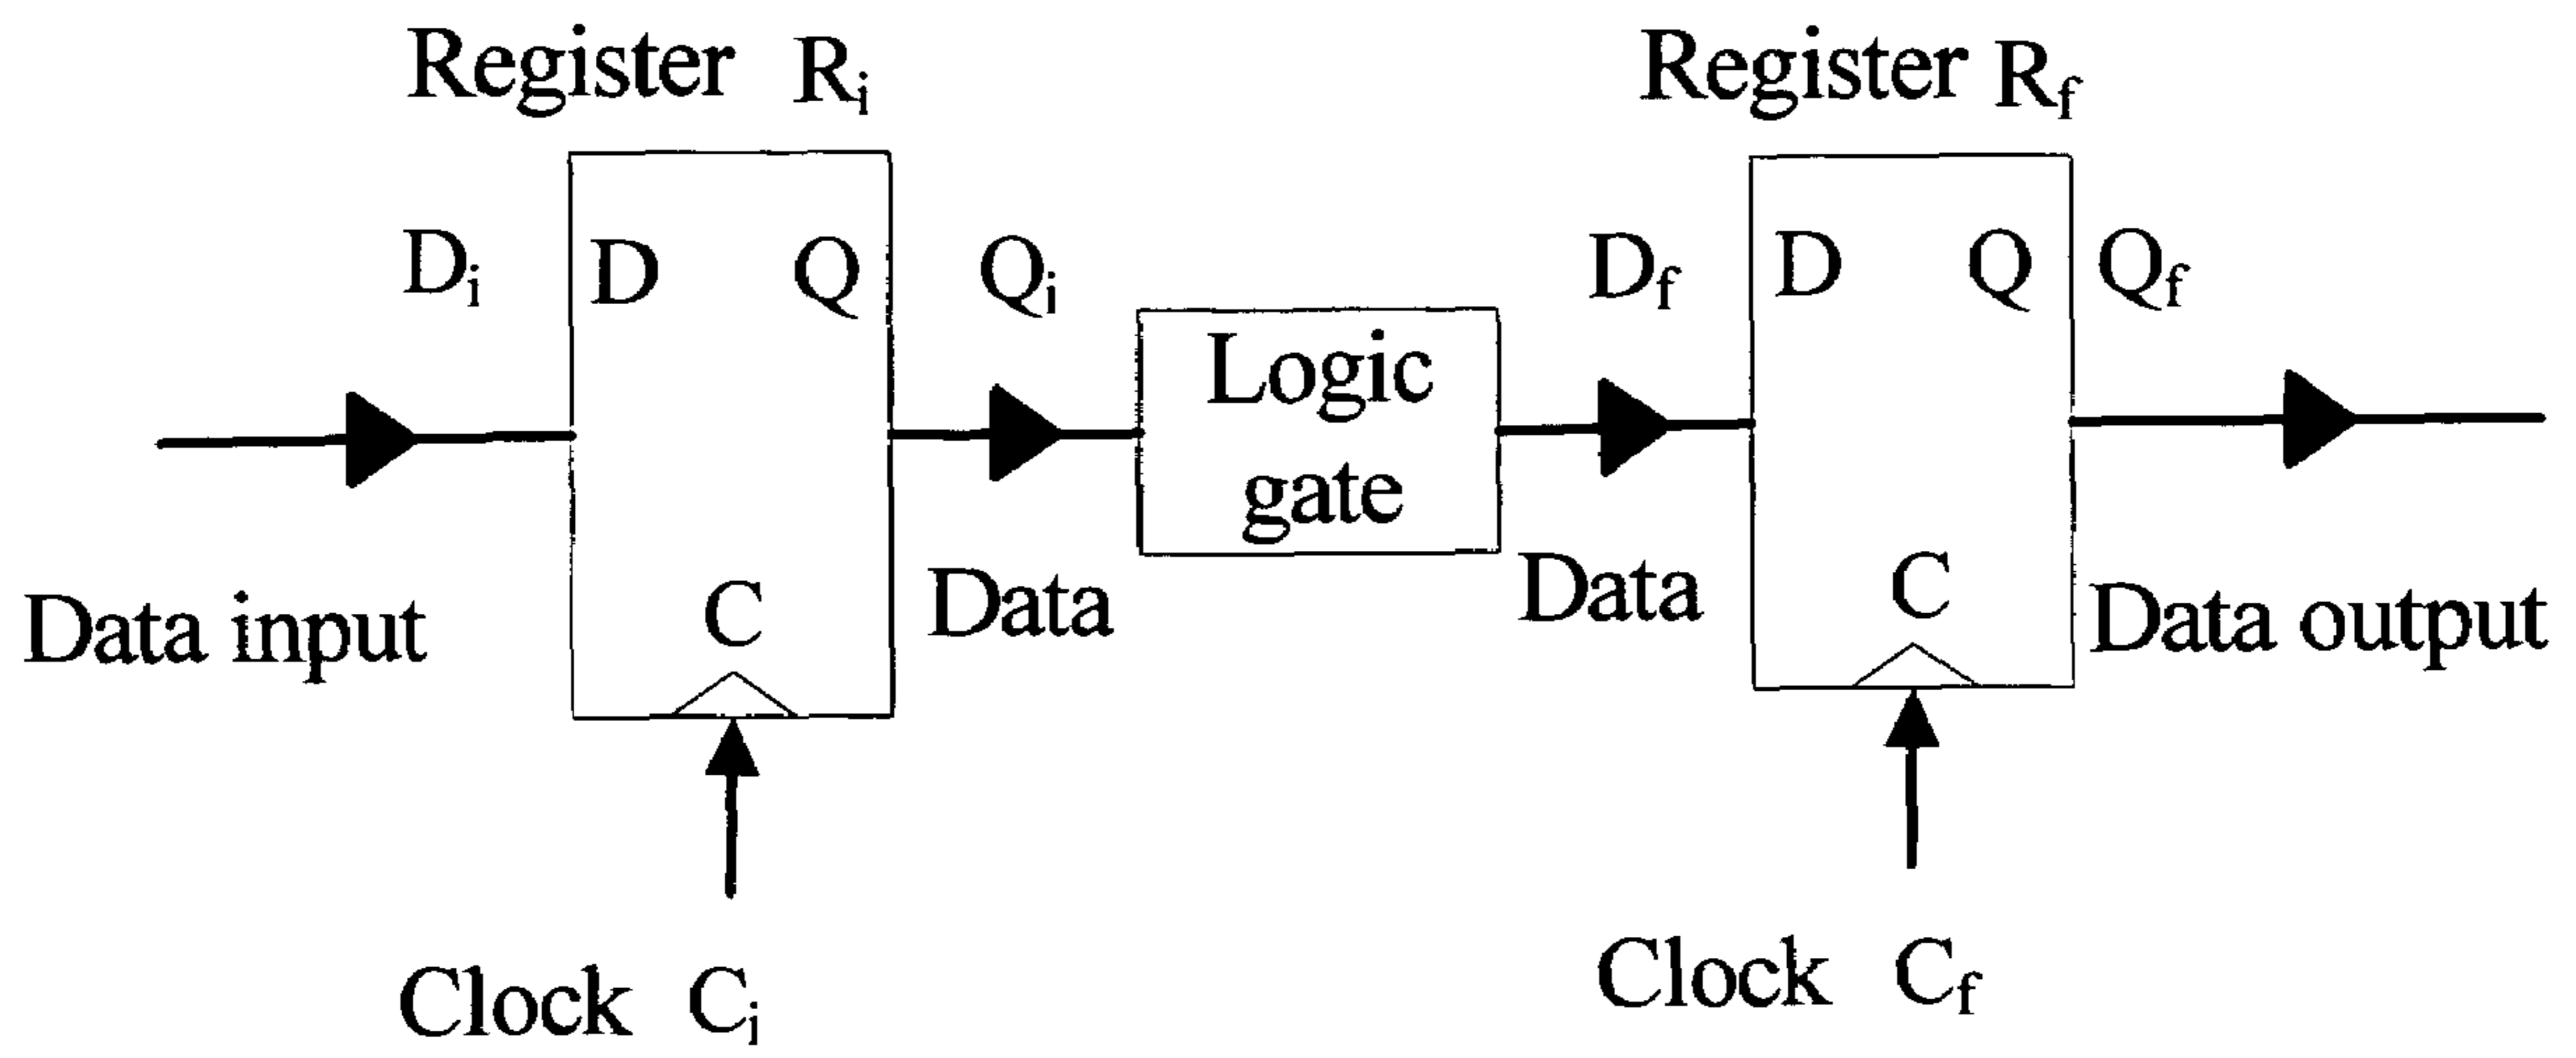 Register R_i
Register R_f
D_i
D
Q
Q_i
D_f
D
Q
Q_f
Logic
gate
Data input
C
Data
Data
C
Data output
Clock C_i
Clock C_f